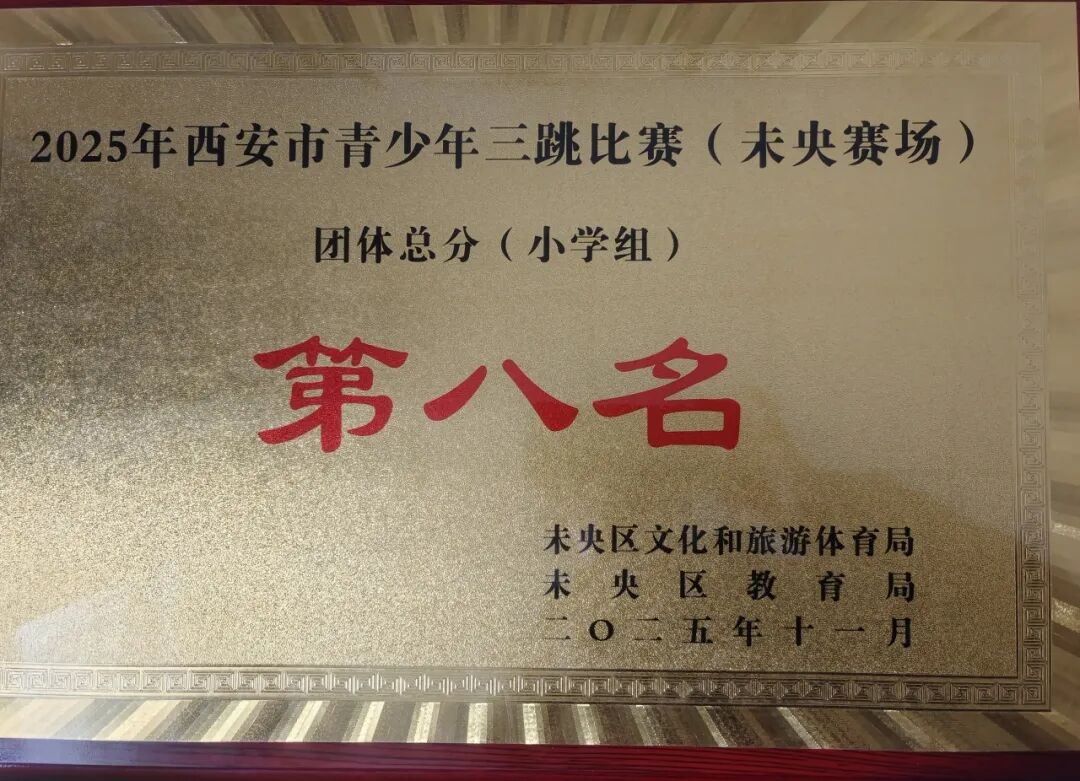 2025年西安市青少年三跳比赛（未央赛场）
团体总分（小学组）
第八名
未央区文化和旅游体育局
未央区教育局
二〇二五年十一月